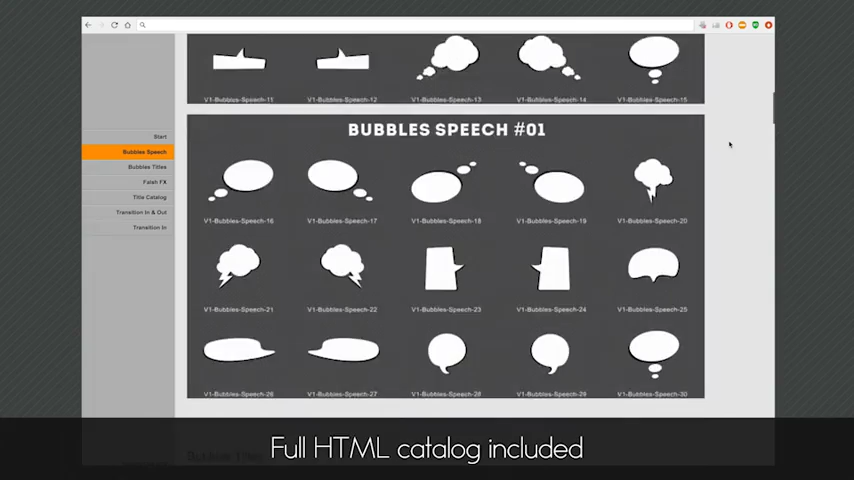 V1-Bubbles-Speech-11
V1-Bubbles-Speech-12
V1-Bubbles-Speech-13
V1-Bubbles-Speech-14
V1-Bubbles-Speech-15
BUBBLES SPEECH #01
Start
Bubbles Speech
Bubbles Titles
Falsh FX
Title Catalog
Transition In & Out
Transition In
V1-Bubbles-Speech-16
V1-Bubbles-Speech-17
V1-Bubbles-Speech-18
V1-Bubbles-Speech-19
V1-Bubbles-Speech-20
V1-Bubbles-Speech-21
V1-Bubbles-Speech-22
V1-Bubbles-Speech-23
V1-Bubbles-Speech-24
V1-Bubbles-Speech-25
V1-Bubbles-Speech-26
V1-Bubbles-Speech-27
V1-Bubbles-Speech-28
V1-Bubbles-Speech-29
V1-Bubbles-Speech-30
Full HTML catalog included